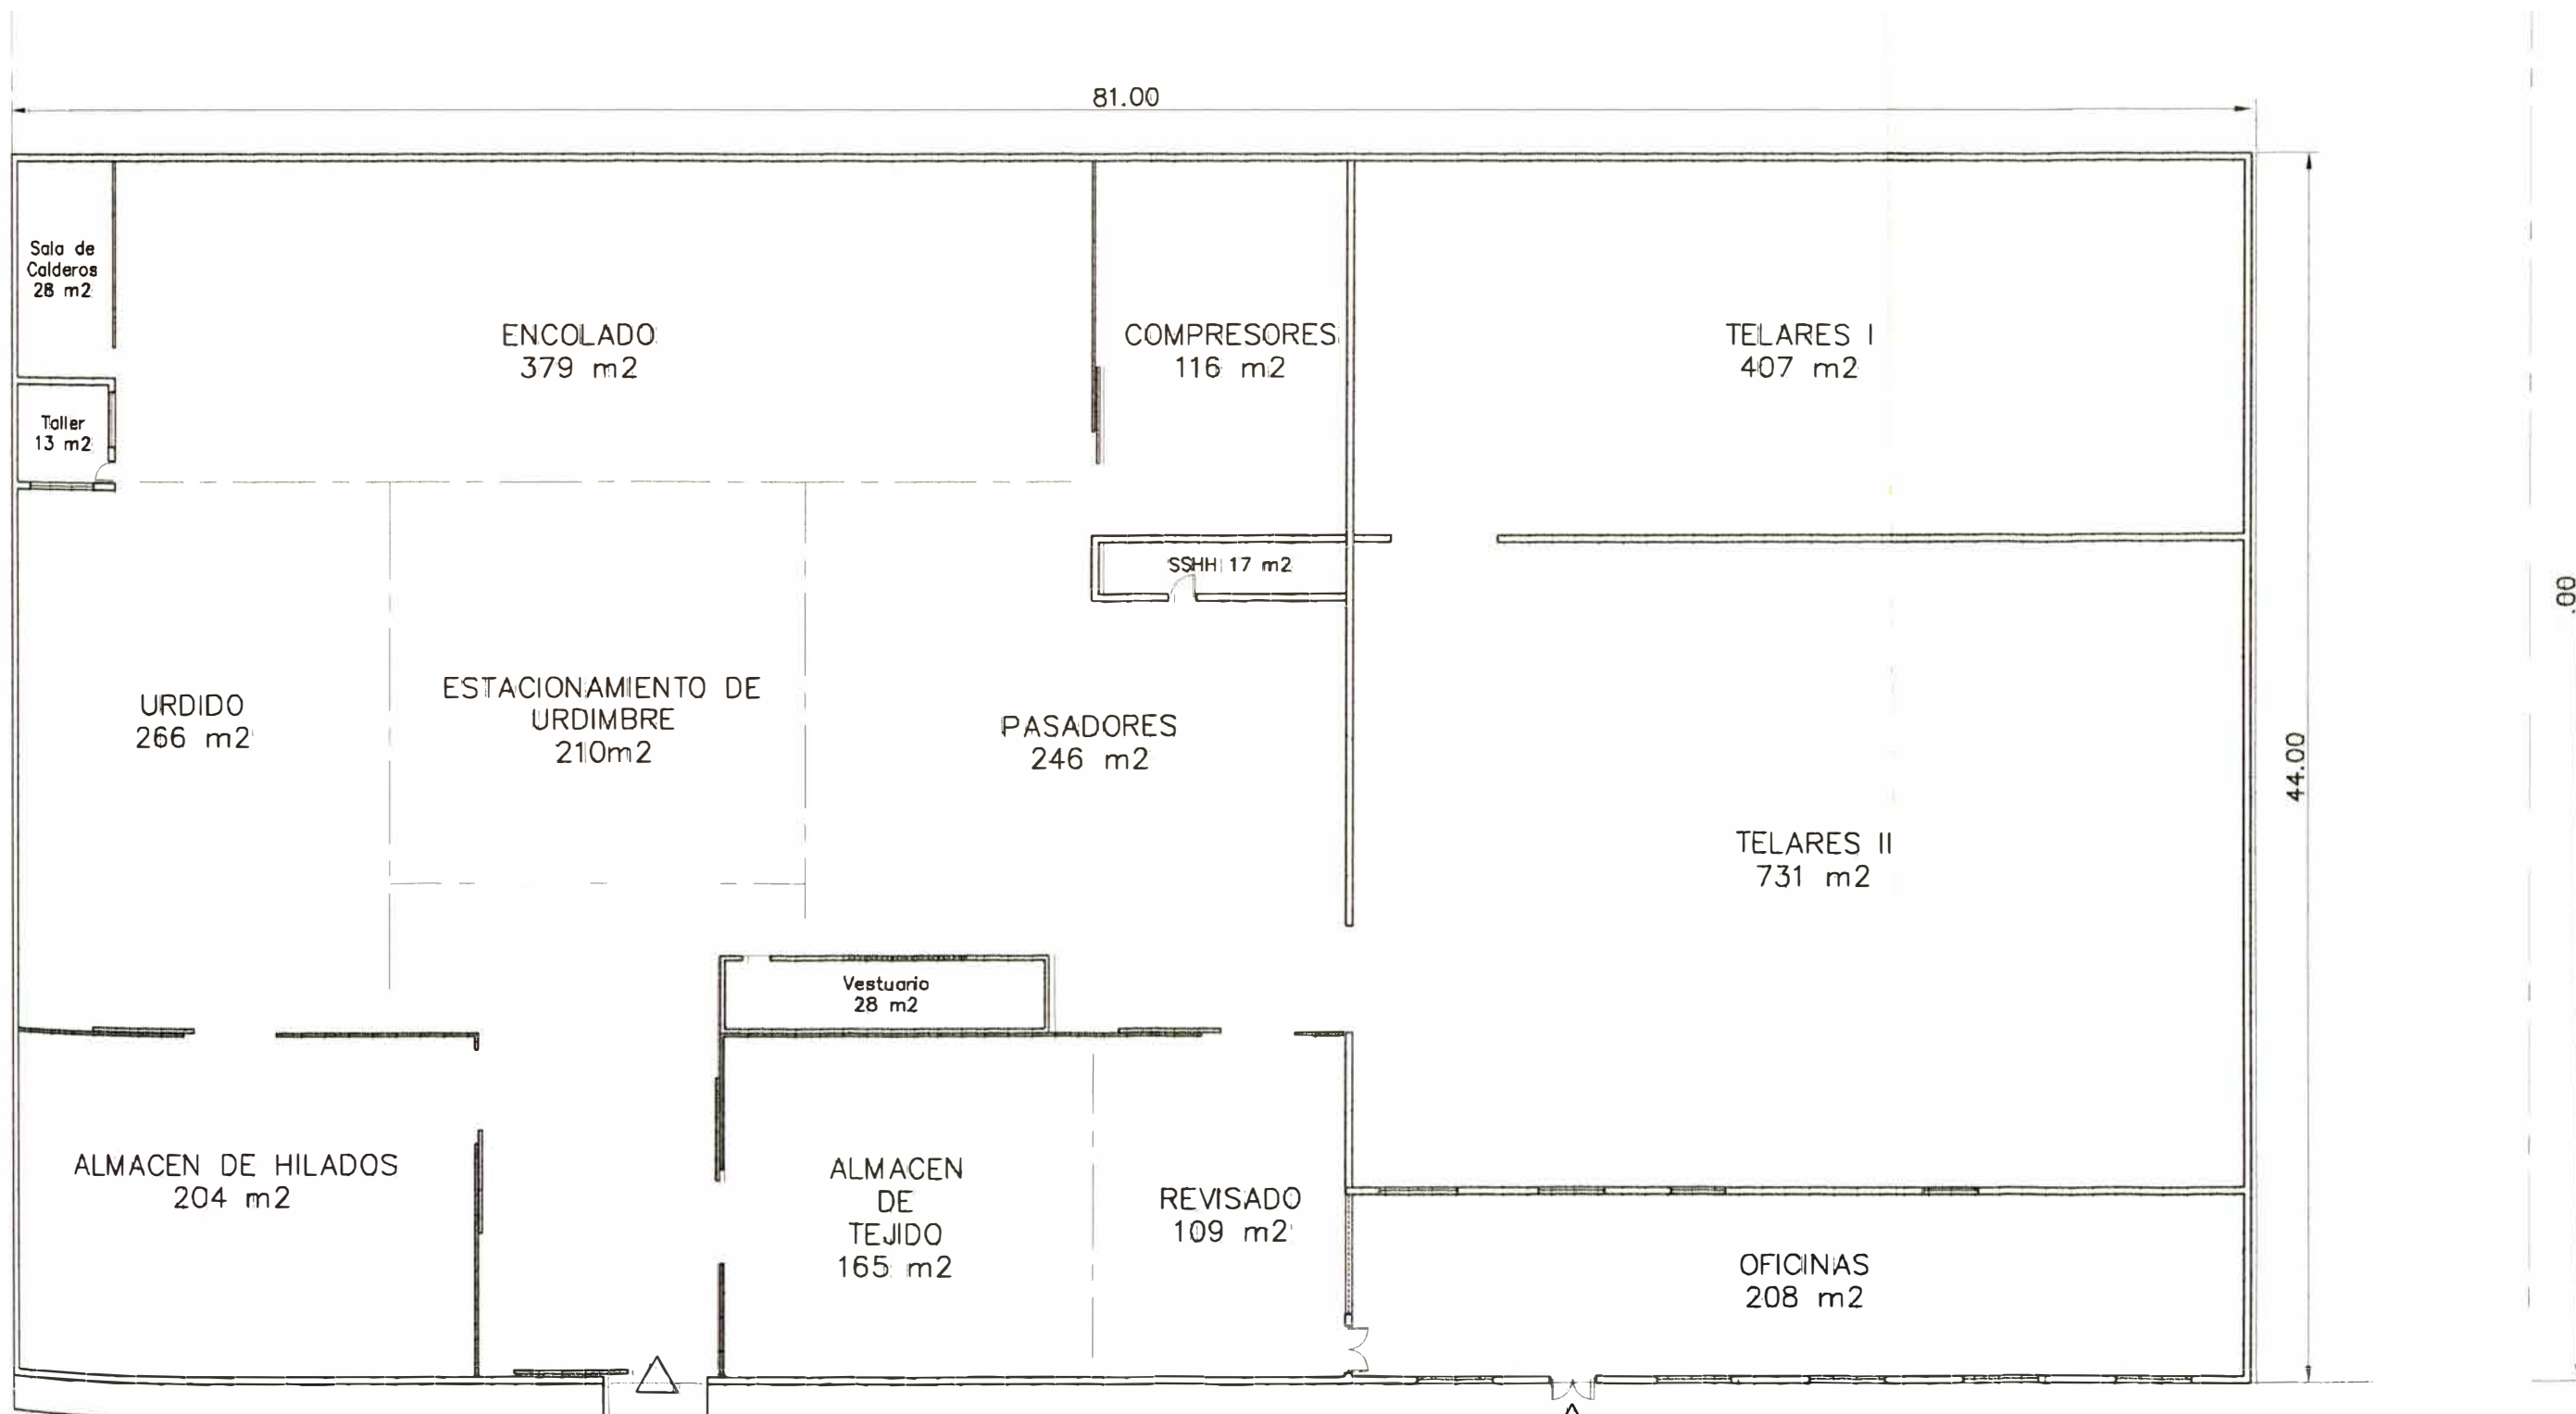 81.00
Sala de
Calderos
28 m2
ENCOLADO
379 m2
COMPRESORES
116 m2
TELARES I
407 m2
Taller
13 m2
SSHH 17 m2
.00
URDIDO
266 m2
ESTACIONAMIENTO DE
URDIMBRE
210m2
PASADORES
246 m2
44.00
TELARES II
731 m2
Vestuario
28 m2
ALMACEN DE HILADOS
204 m2
ALMACEN
DE
TEJIDO
165 m2
REVISADO
109 m2
OFICINAS
208 m2